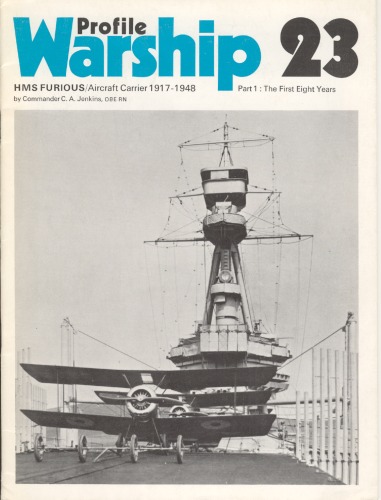 Profile
Warship 23
HMS FURIOUS/Aircraft Carrier 1917-1948 Part 1: The First Eight Years
by Commander C. A. Jenkins, OBE RN